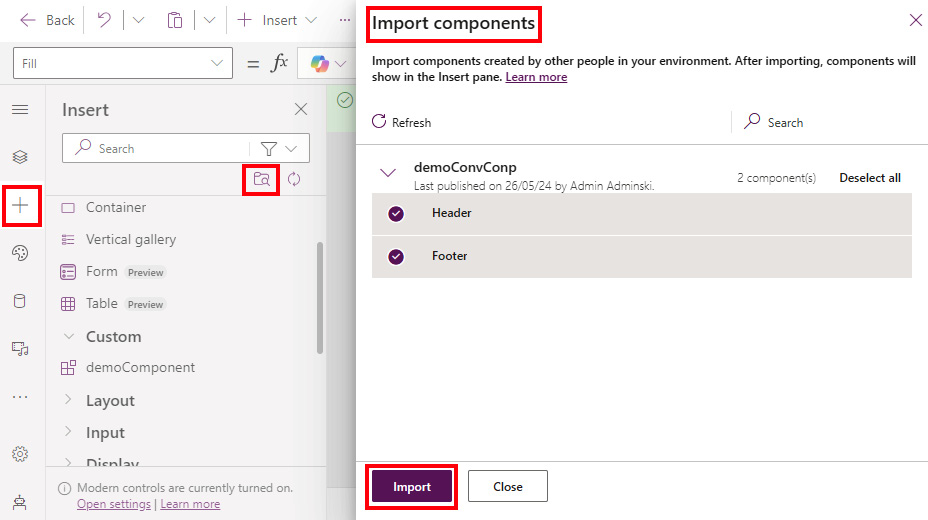 Back
Insert
Fill
= fx
Insert
Search
Container
Vertical gallery
Form Preview
Table Preview
Custom
demoComponent
Layout
Input
Display
Modern controls are currently turned on.
Open settings | Learn more
Import components
Import components created by other people in your environment. After importing, components will
show in the Insert pane. Learn more
Refresh
Search
demoConvConp
Last published on 26/05/24 by Admin Adminski.
2 component(s)
Deselect all
Header
Footer
Import
Close